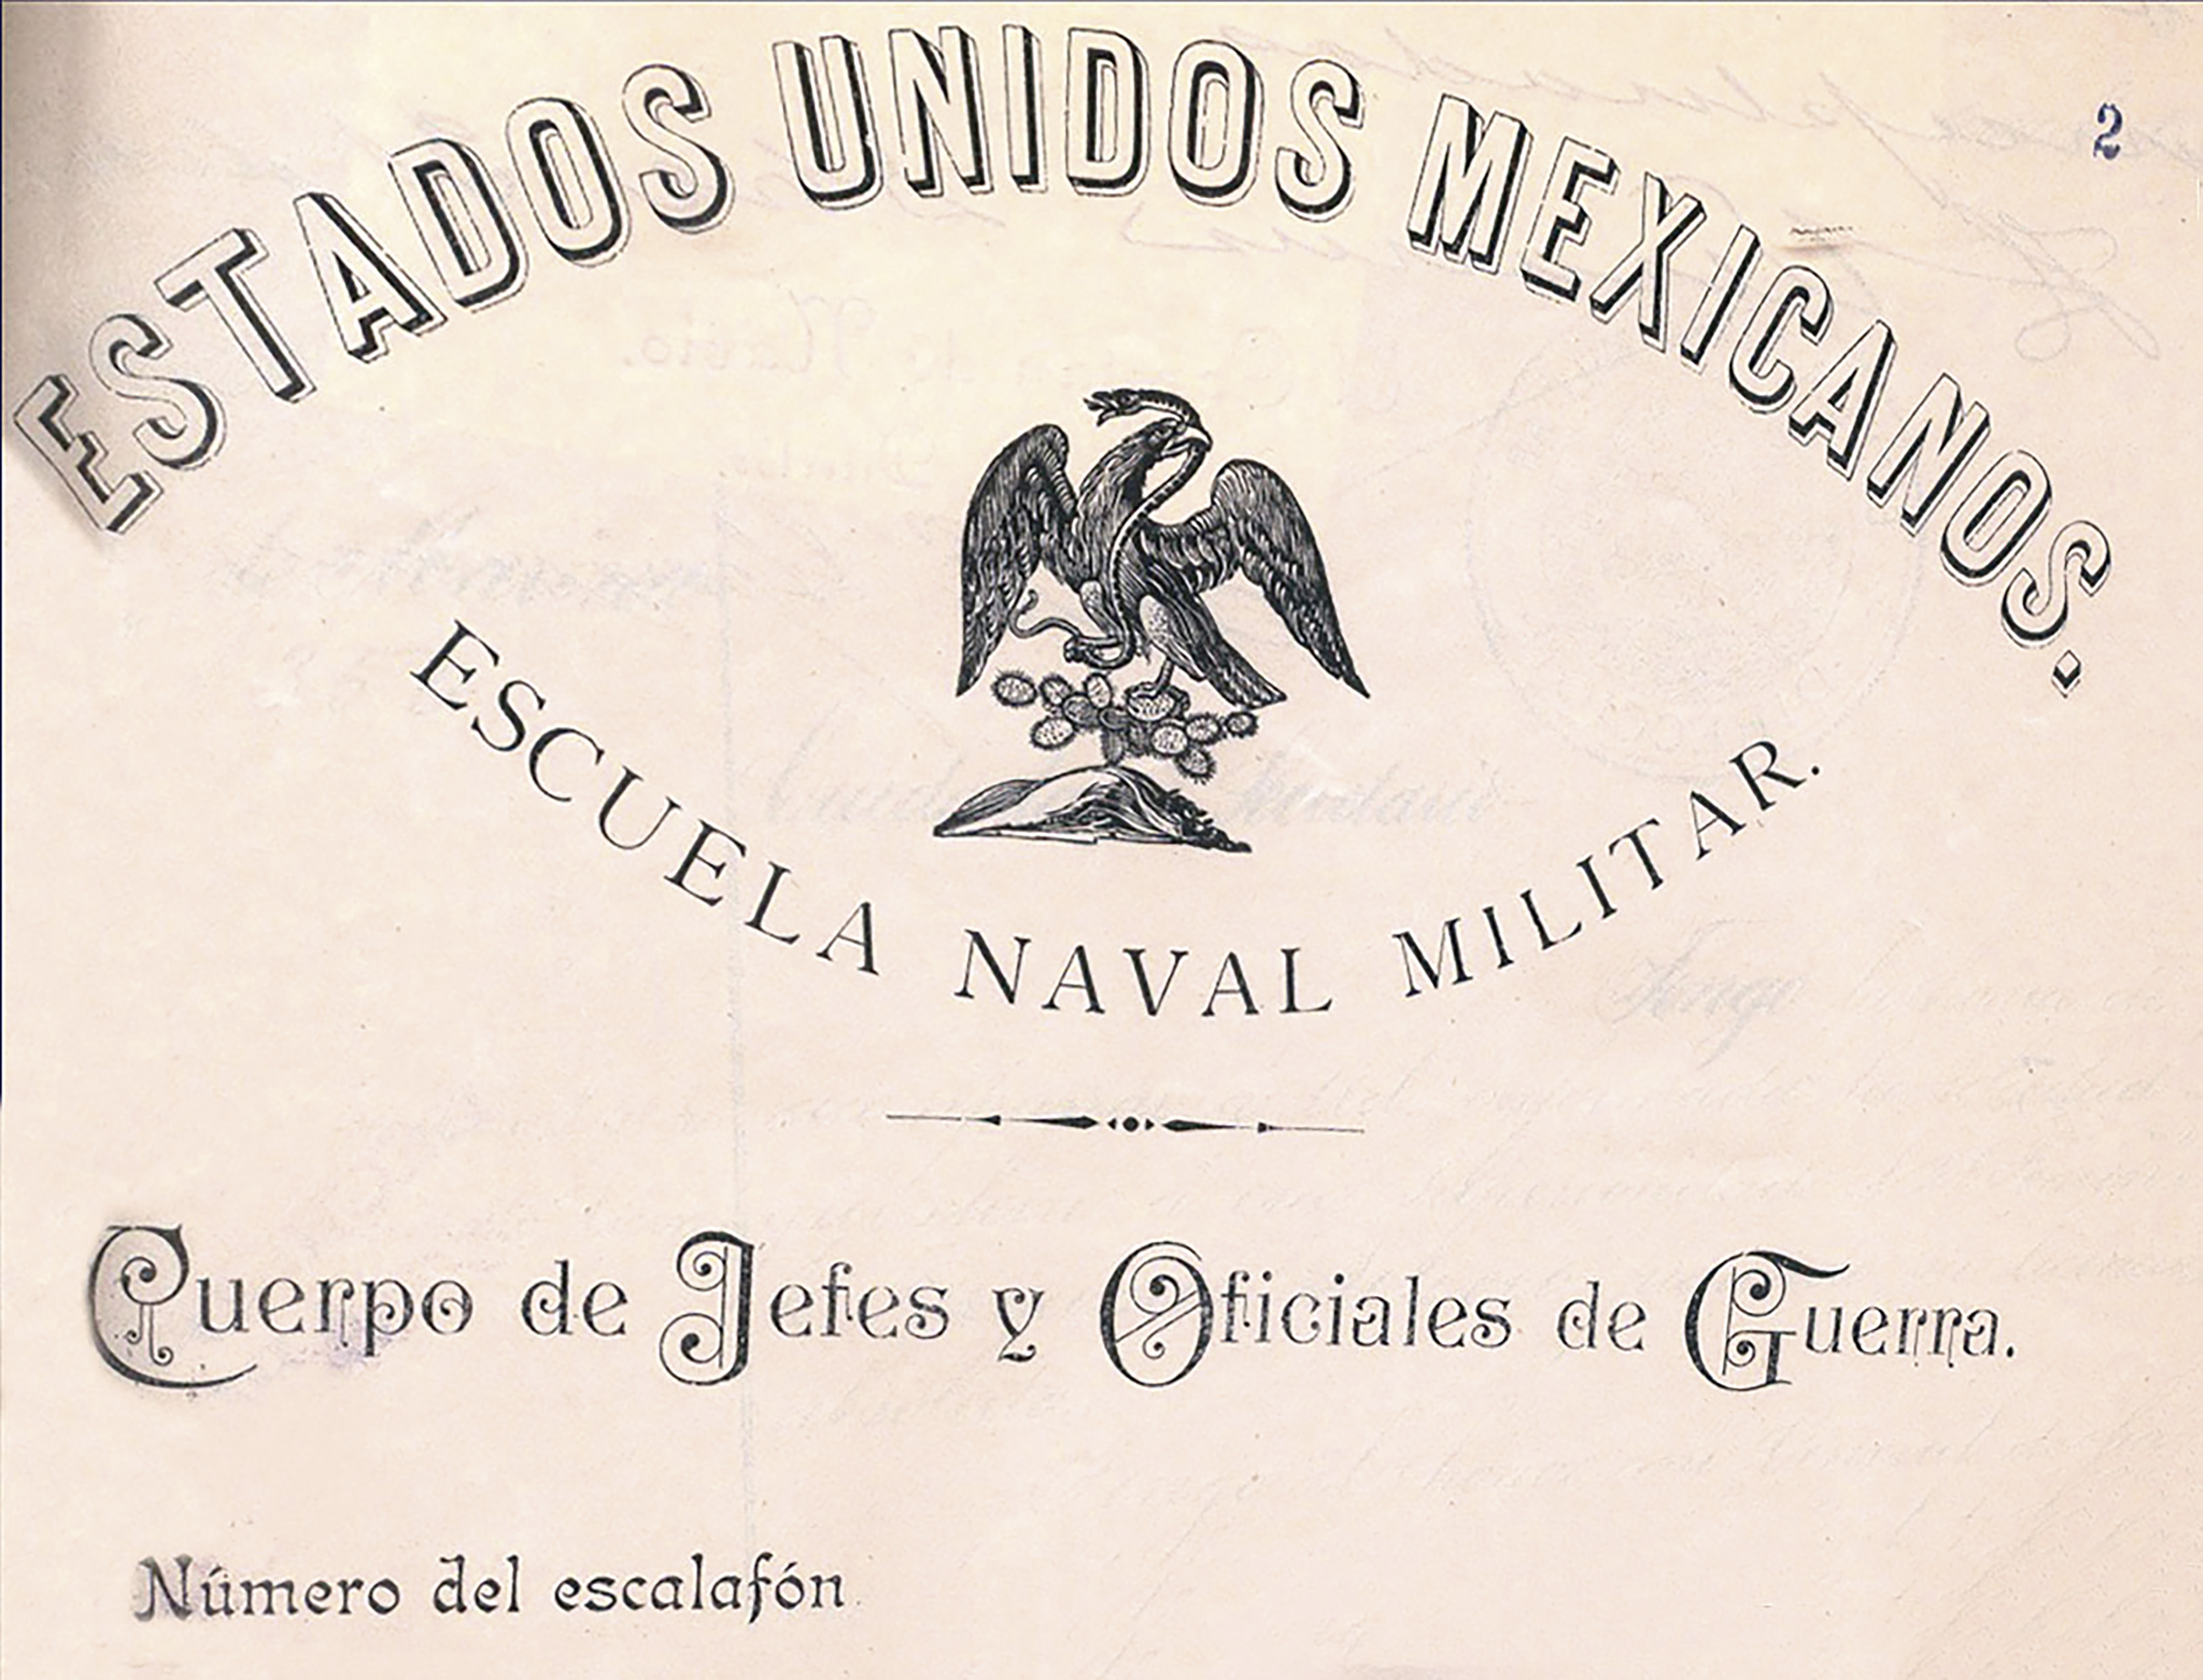 2
ESTADOS UNIDOS MEXICANOS.
ESCUELA NAVAL MILITAR.
Cuerpo de Jefes y Oficiales de Guerra.
Número del escalafón